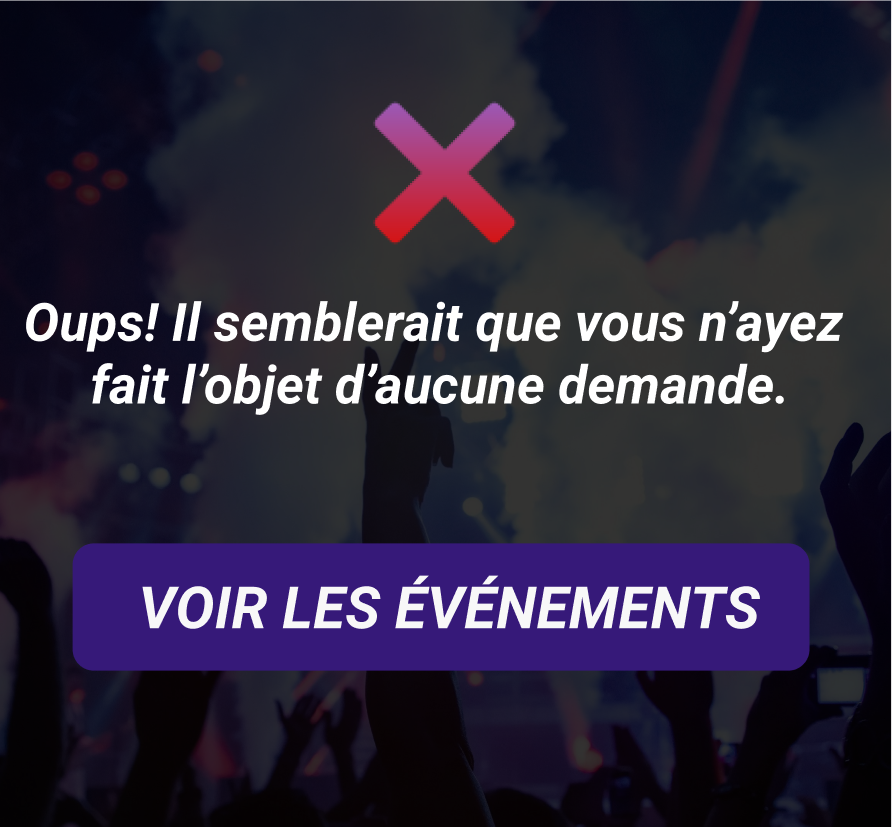 Oups! Il semblerait que vous n’ayez
fait l’objet d’aucune demande.
VOIR LES ÉVÉNEMENTS